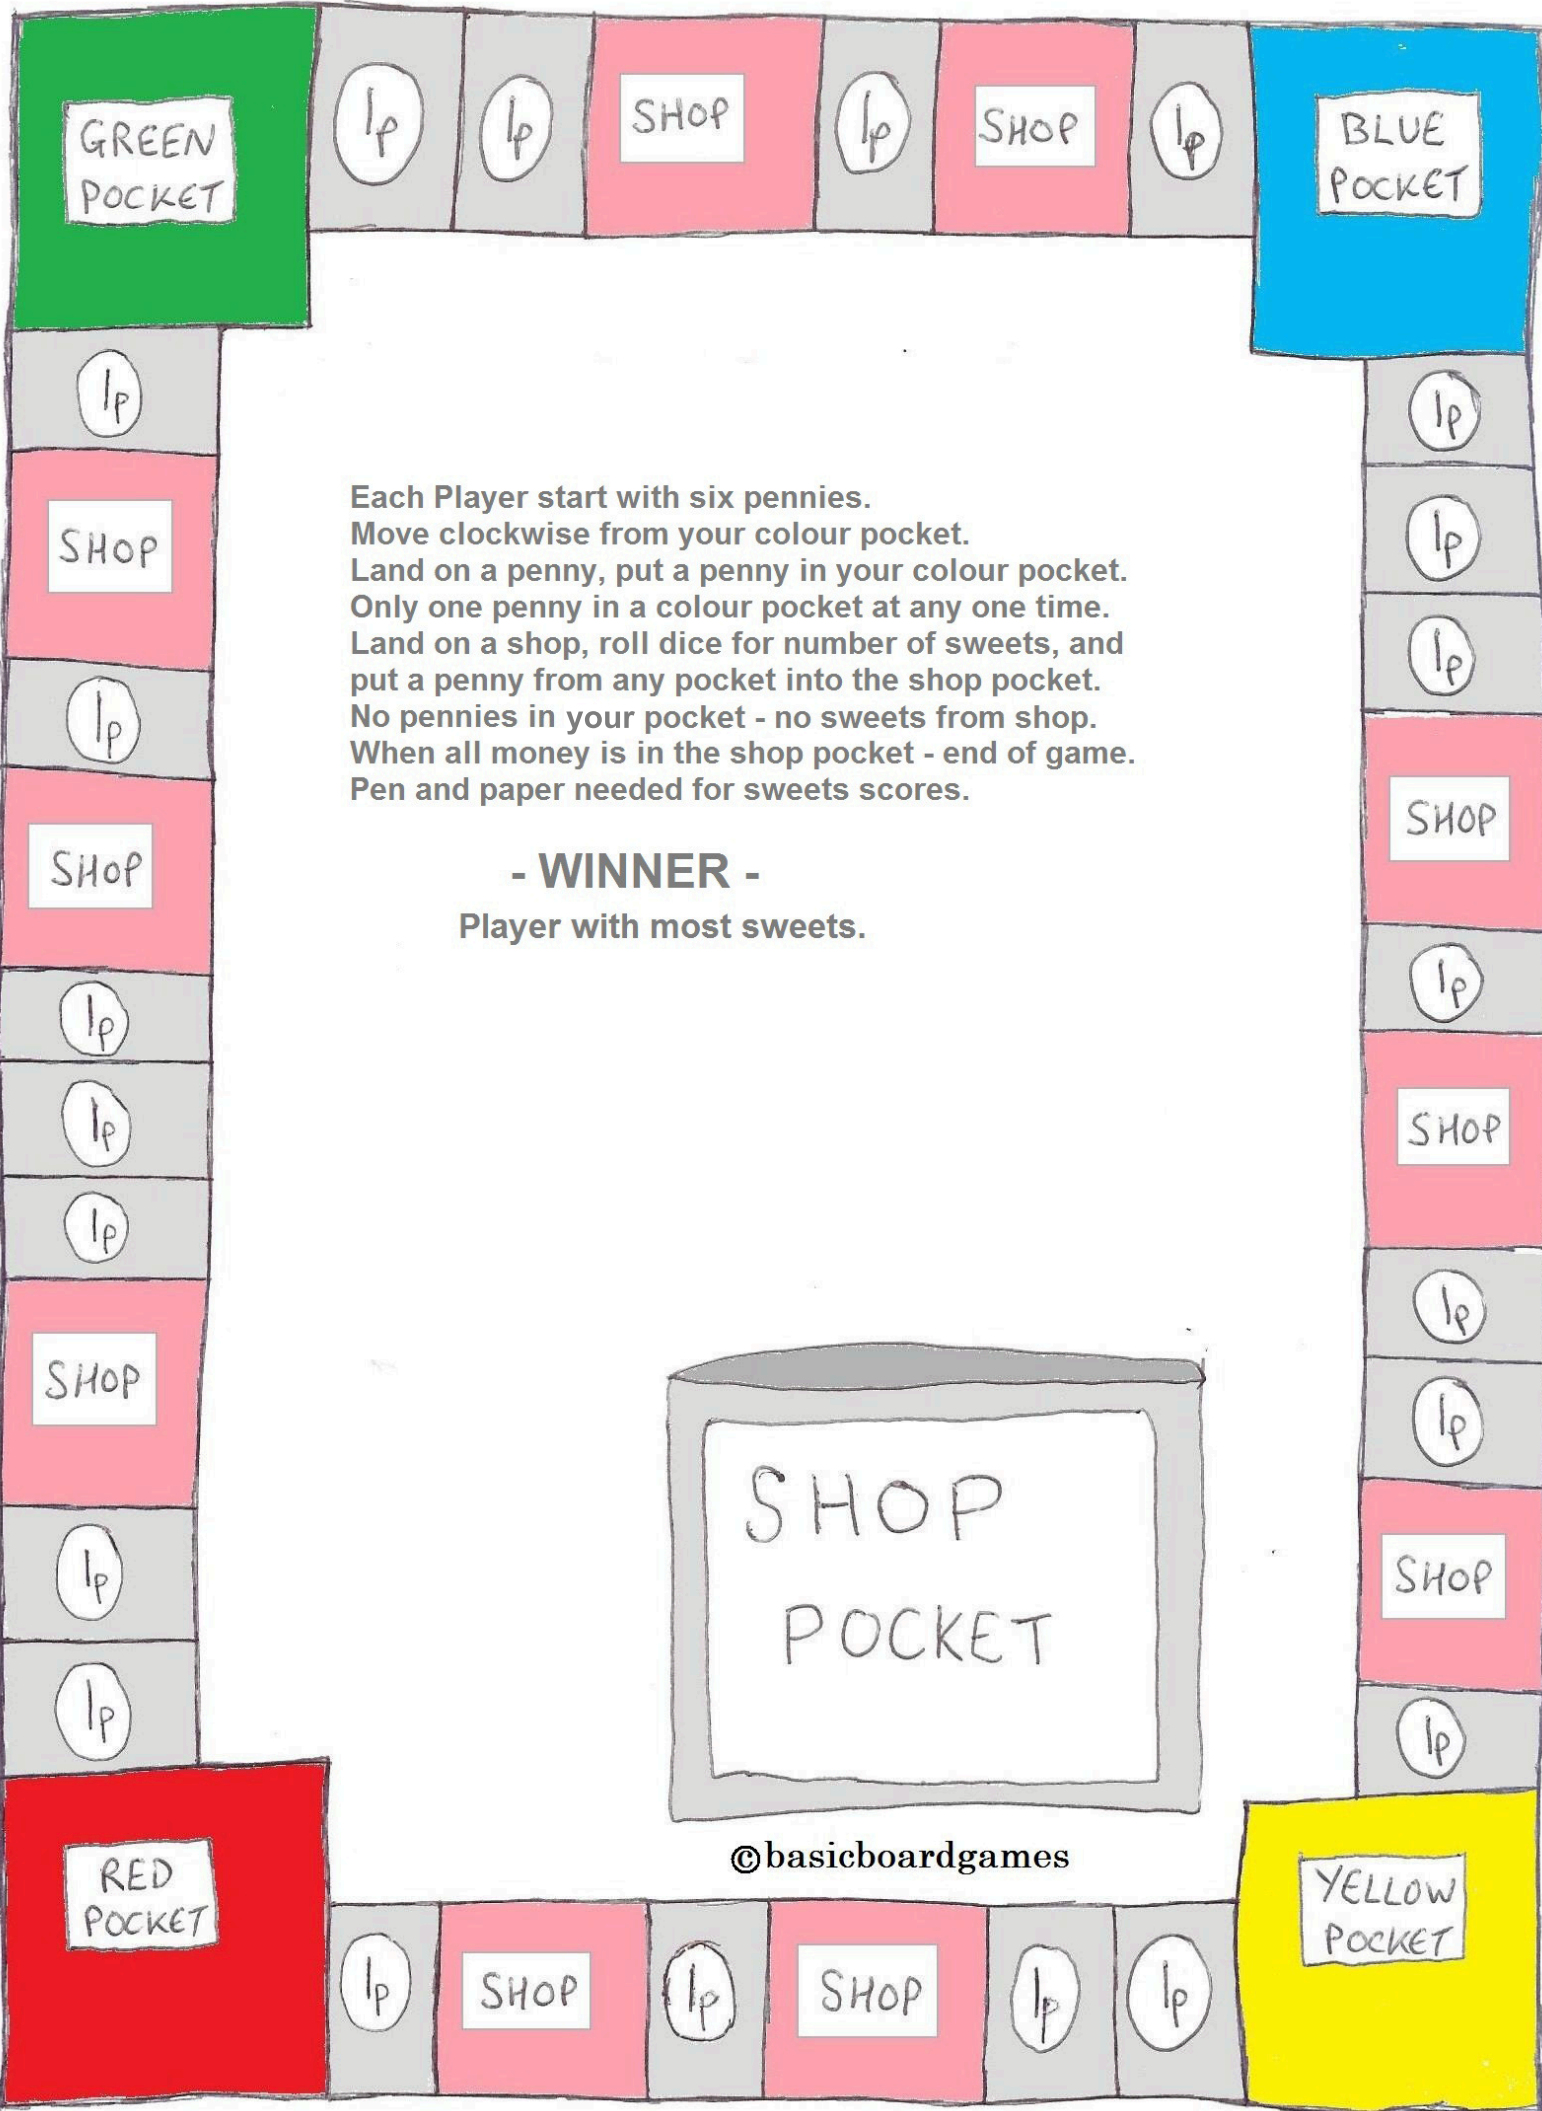 GREEN
POCKET
1p
1p
SHOP
1p
SHOP
1p
BLUE
POCKET
1p
1p
1p
SHOP
1p
SHOP
1p
1p
SHOP
1p
YELLOW
POCKET
1p
1p
SHOP
1p
SHOP
1p
RED
POCKET
1p
1p
SHOP
1p
1p
1p
SHOP
1p
SHOP
1p
Each Player start with six pennies.
Move clockwise from your colour pocket.
Land on a penny, put a penny in your colour pocket.
Only one penny in a colour pocket at any one time.
Land on a shop, roll dice for number of sweets, and
put a penny from any pocket into the shop pocket.
No pennies in your pocket - no sweets from shop.
When all money is in the shop pocket - end of game.
Pen and paper needed for sweets scores.
- WINNER -
Player with most sweets.
SHOP
POCKET
©basicboardgames